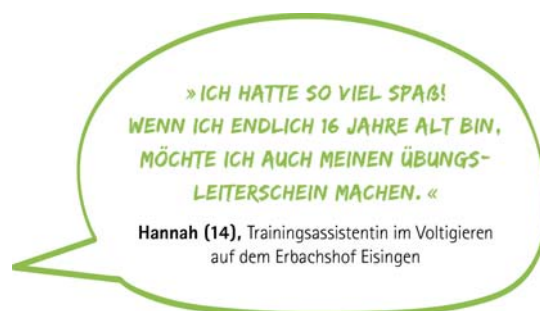 »ICH HATTE SO VIEL SPAß!
WENN ICH ENDLICH 16 JAHRE ALT BIN,
MÖCHTE ICH AUCH MEINEN ÜBUNGS-
LEITERSCHEIN MACHEN.«
Hannah (14), Trainingsassistentin im Voltigieren
auf dem Erbachshof Eisingen